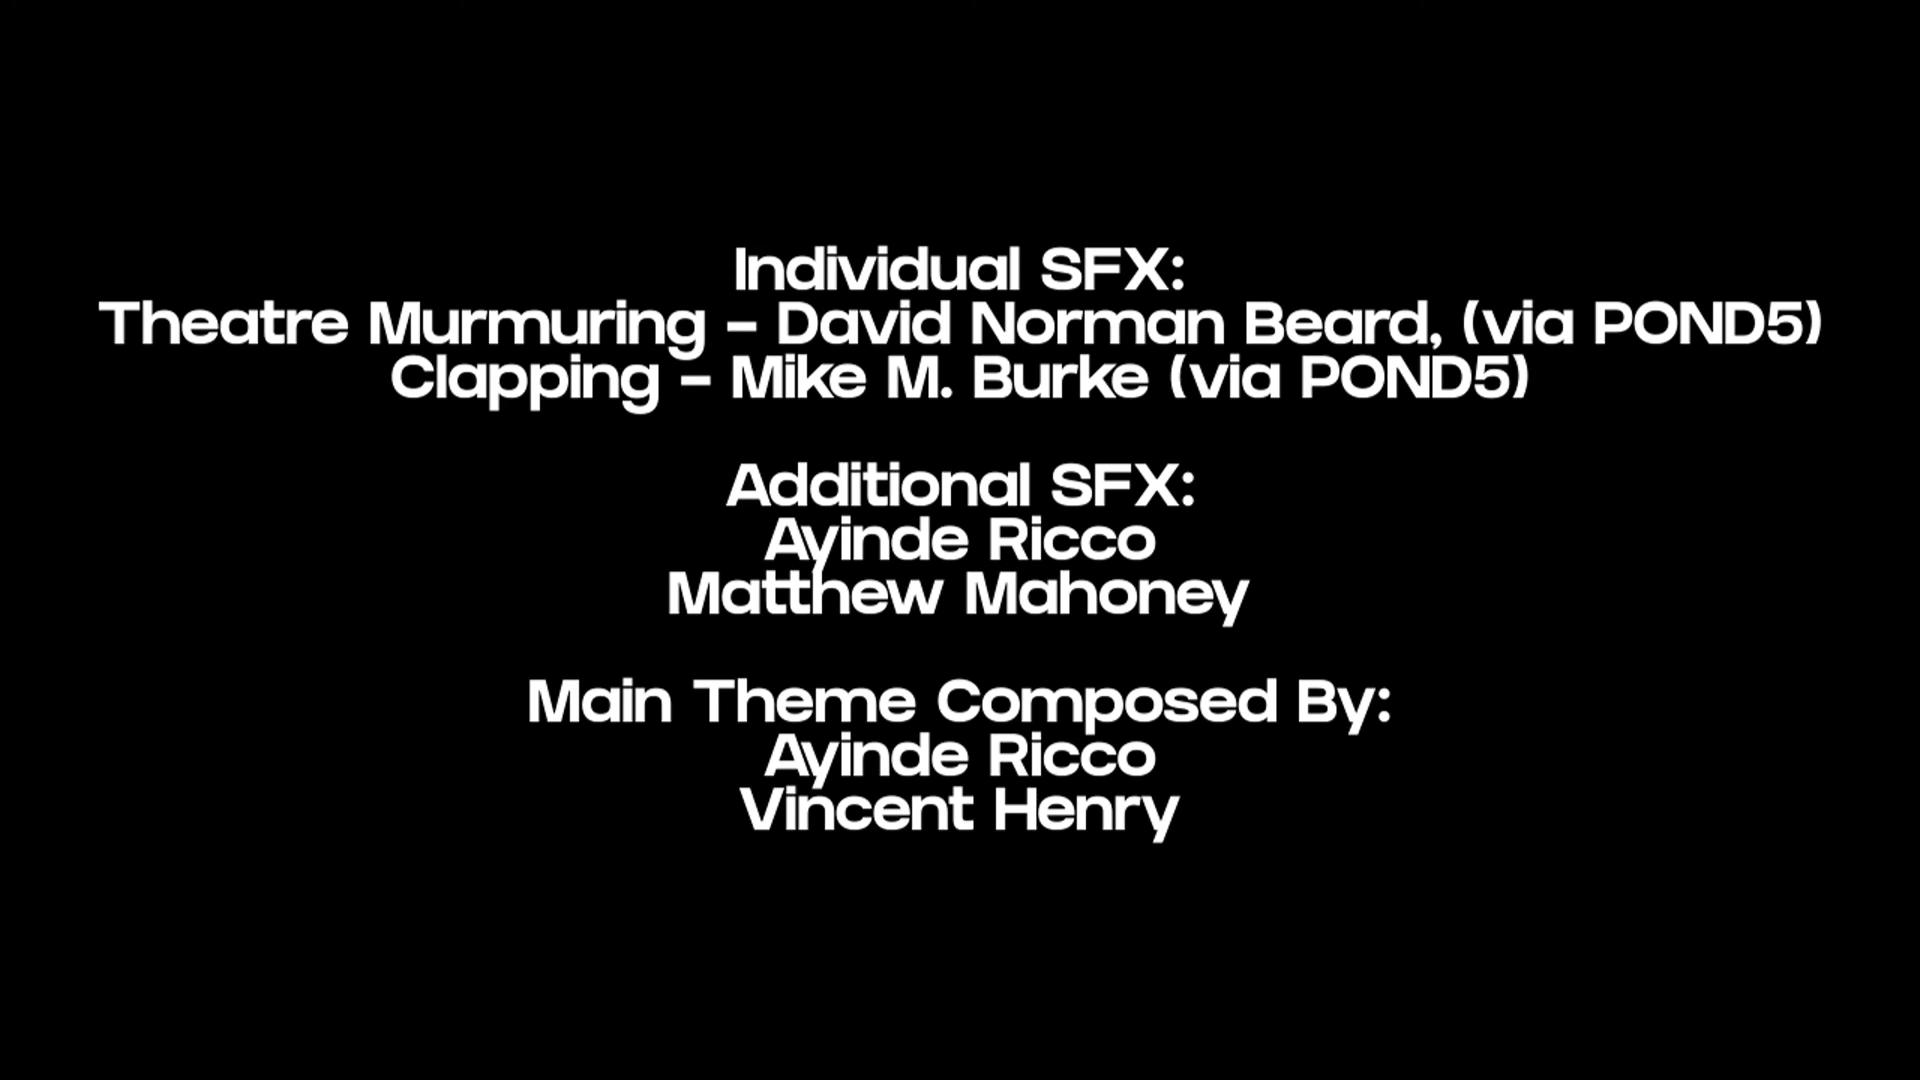 Individual SFX:
Theatre Murmuring - David Norman Beard, (via POND5)
Clapping - Mike M. Burke (via POND5)
Additional SFX:
Ayinde Ricco
Matthew Mahoney
Main Theme Composed By:
Ayinde Ricco
Vincent Henry